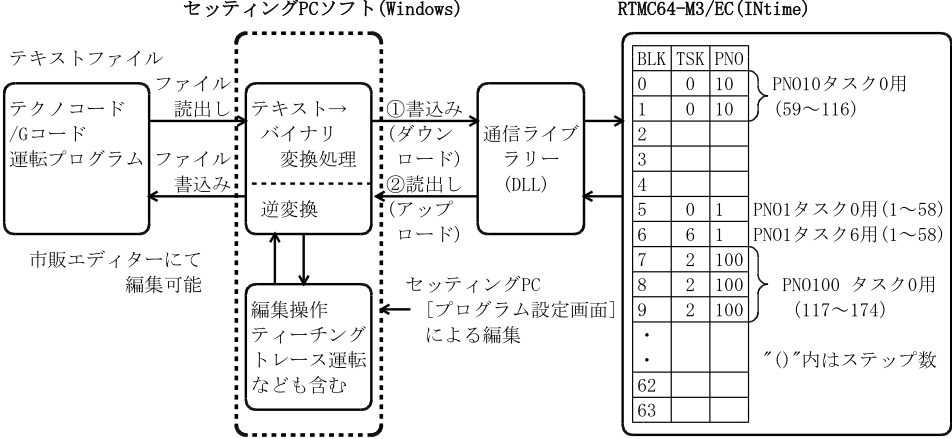 セッティングPCソフト(Windows)
RTMC64-M3/EC(INtime)
テキストファイル
テクノコード
/Gコード
運転プログラム
ファイル
読出し
ファイル
書込み
市販エディターにて
編集可能
テキスト→
バイナリ
変換処理
逆変換
編集操作
ティーチング
トレース運転
なども含む
①書込み
(ダウン
ロード)
②読出し
(アップ
ロード)
セッティングPC
[プログラム設定画面]
による編集
通信ライブ
ラリー
(DLL)
BLK TSK PNO
0 0 10
1 0 10
2
3
4
5 0 1
6 6 1
7 2 100
8 2 100
9 2 100
・
・
62
63
PNO10タスク0用
(59～116)
PNO1タスク0用(1～58)
PNO1タスク6用(1～58)
PNO100 タスク0用
(117～174)
"()"内はステップ数